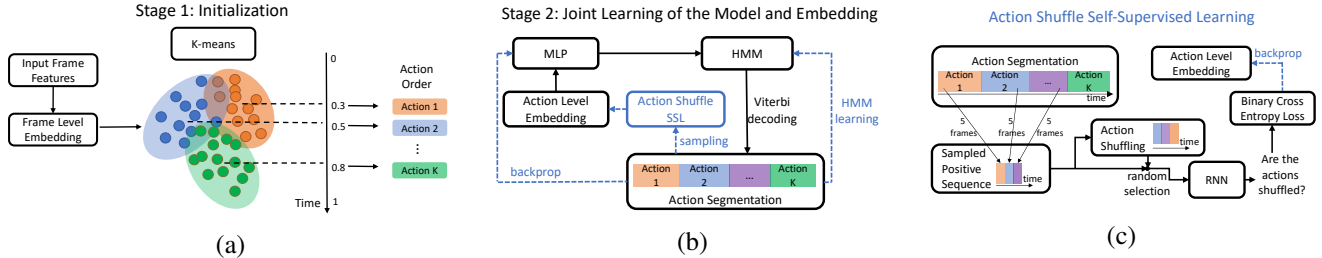 Stage 1: Initialization
K-means
Input Frame
Features
Frame Level
Embedding
0
0.3
0.5
0.8
1
Time
Action
Order
Action 1
Action 2
⋮
Action K
(a)
Stage 2: Joint Learning of the Model and Embedding
MLP
HMM
Action Level
Embedding
Action Shuffle
SSL
Viterbi
decoding
HMM
learning
sampling
backprop
Action
1
Action
2
...
Action
K
Action Segmentation
(b)
Action Shuffle Self-Supervised Learning
Action Segmentation
Action
1
Action
2
...
Action
K
time
5
frames
5
frames
5
frames
Sampled
Positive
Sequence
time
Action
Shuffling
time
random
selection
RNN
Are the
actions
shuffled?
Binary Cross
Entropy Loss
backprop
Action Level
Embedding
(c)